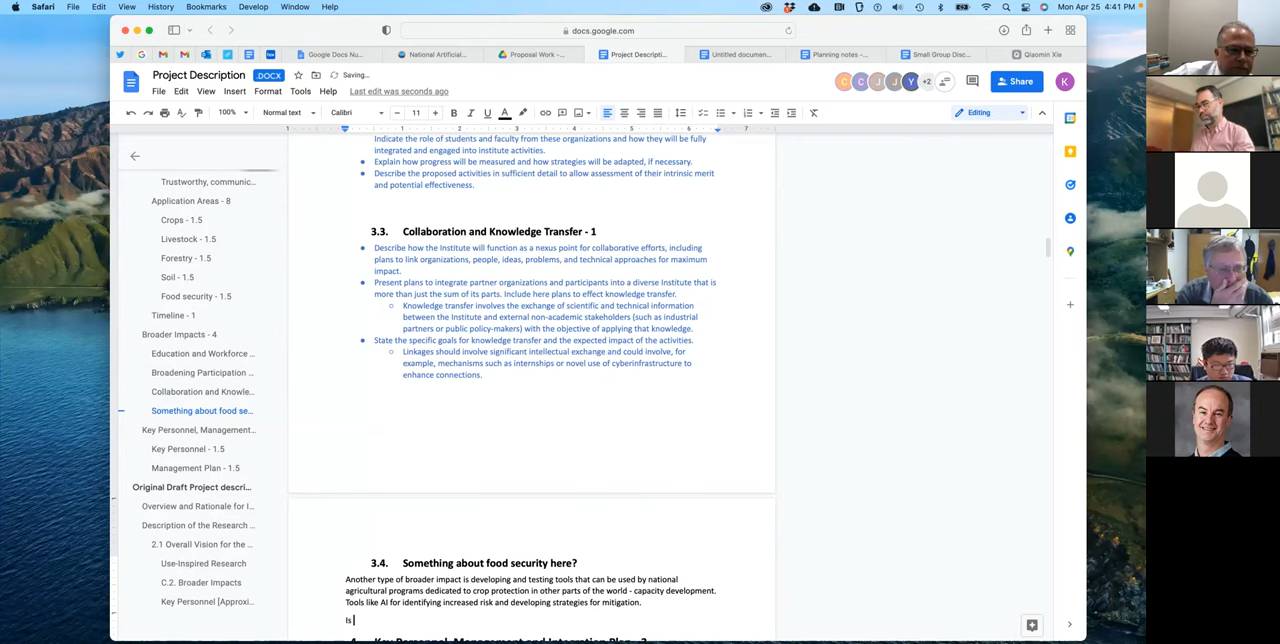 Safari File Edit View History Bookmarks Develop Window Help Mon Apr 25 4:41 PM
docs.google.com
Google Docs Nu... National Artificial... Proposal Work -... Project Descripti... Untitled documen... Planning notes -... Small Group Disc... Qiaomin Xie
Project Description .DOCX Saving...
File Edit View Insert Format Tools Help Last edit was seconds ago
C C J J Y +2 Share K
100% Normal text Calibri 11 B I U A Editing
1 1 2 3 4 5 6 7
Trustworthy, communic...
Application Areas - 8
Crops - 1.5
Livestock - 1.5
Forestry - 1.5
Soil - 1.5
Food security - 1.5
Timeline - 1
Broader Impacts - 4
Education and Workforce ...
Broadening Participation ...
Collaboration and Knowle...
Something about food se...
Key Personnel, Management...
Key Personnel - 1.5
Management Plan - 1.5
Original Draft Project descri...
Overview and Rationale for I...
Description of the Research ...
2.1 Overall Vision for the ...
Use-Inspired Research
C.2. Broader Impacts
Key Personnel [Approxi...
Indicate the role of students and faculty from these organizations and how they will be fully
integrated and engaged into institute activities.
● Explain how progress will be measured and how strategies will be adapted, if necessary.
● Describe the proposed activities in sufficient detail to allow assessment of their intrinsic merit
and potential effectiveness.
3.3. Collaboration and Knowledge Transfer - 1
● Describe how the Institute will function as a nexus point for collaborative efforts, including
plans to link organizations, people, ideas, problems, and technical approaches for maximum
impact.
● Present plans to integrate partner organizations and participants into a diverse Institute that is
more than just the sum of its parts. Include here plans to effect knowledge transfer.
○ Knowledge transfer involves the exchange of scientific and technical information
between the Institute and external non-academic stakeholders (such as industrial
partners or public policy-makers) with the objective of applying that knowledge.
● State the specific goals for knowledge transfer and the expected impact of the activities.
○ Linkages should involve significant intellectual exchange and could involve, for
example, mechanisms such as internships or novel use of cyberinfrastructure to
enhance connections.
3.4. Something about food security here?
Another type of broader impact is developing and testing tools that can be used by national
agricultural programs dedicated to crop protection in other parts of the world - capacity development.
Tools like AI for identifying increased risk and developing strategies for mitigation.
Is
4. Key Personnel, Management and Integration Plan - 3